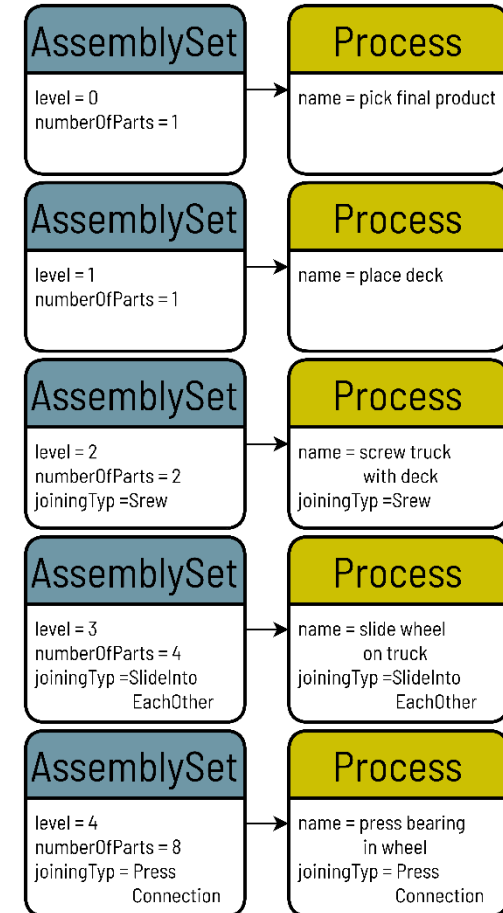 AssemblySet
level = 0
numberOfParts = 1
Process
name = pick final product
AssemblySet
level = 1
numberOfParts = 1
Process
name = place deck
AssemblySet
level = 2
numberOfParts = 2
joiningTyp =Srew
Process
name = screw truck
with deck
joiningTyp =Srew
AssemblySet
level = 3
numberOfParts = 4
joiningTyp =SlideInto
EachOther
Process
name = slide wheel
on truck
joiningTyp =SlideInto
EachOther
AssemblySet
level = 4
numberOfParts = 8
joiningTyp = Press
Connection
Process
name = press bearing
in wheel
joiningTyp = Press
Connection